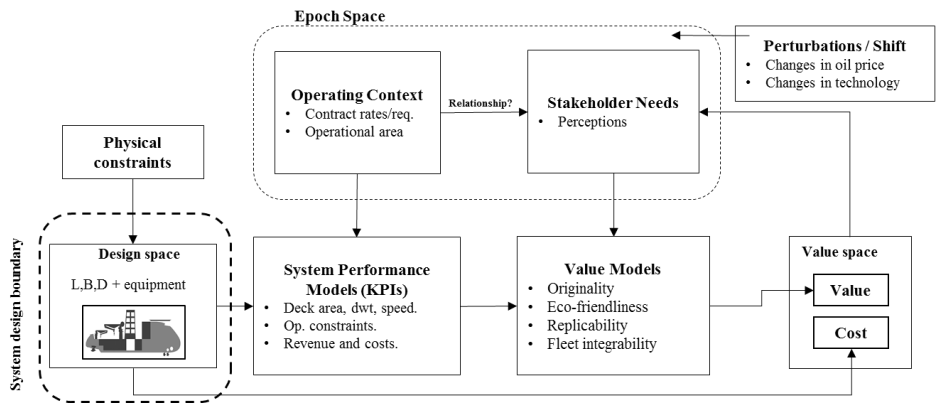 Epoch Space
Perturbations / Shift
• Changes in oil price
• Changes in technology
Operating Context
• Contract rates/req.
• Operational area
Relationship?
Stakeholder Needs
• Perceptions
Physical
constraints
System design boundary
Design space
L,B,D + equipment
System Performance
Models (KPIs)
• Deck area, dwt, speed.
• Op. constraints.
• Revenue and costs.
Value Models
• Originality
• Eco-friendliness
• Replicability
• Fleet integrability
Value space
Value
Cost